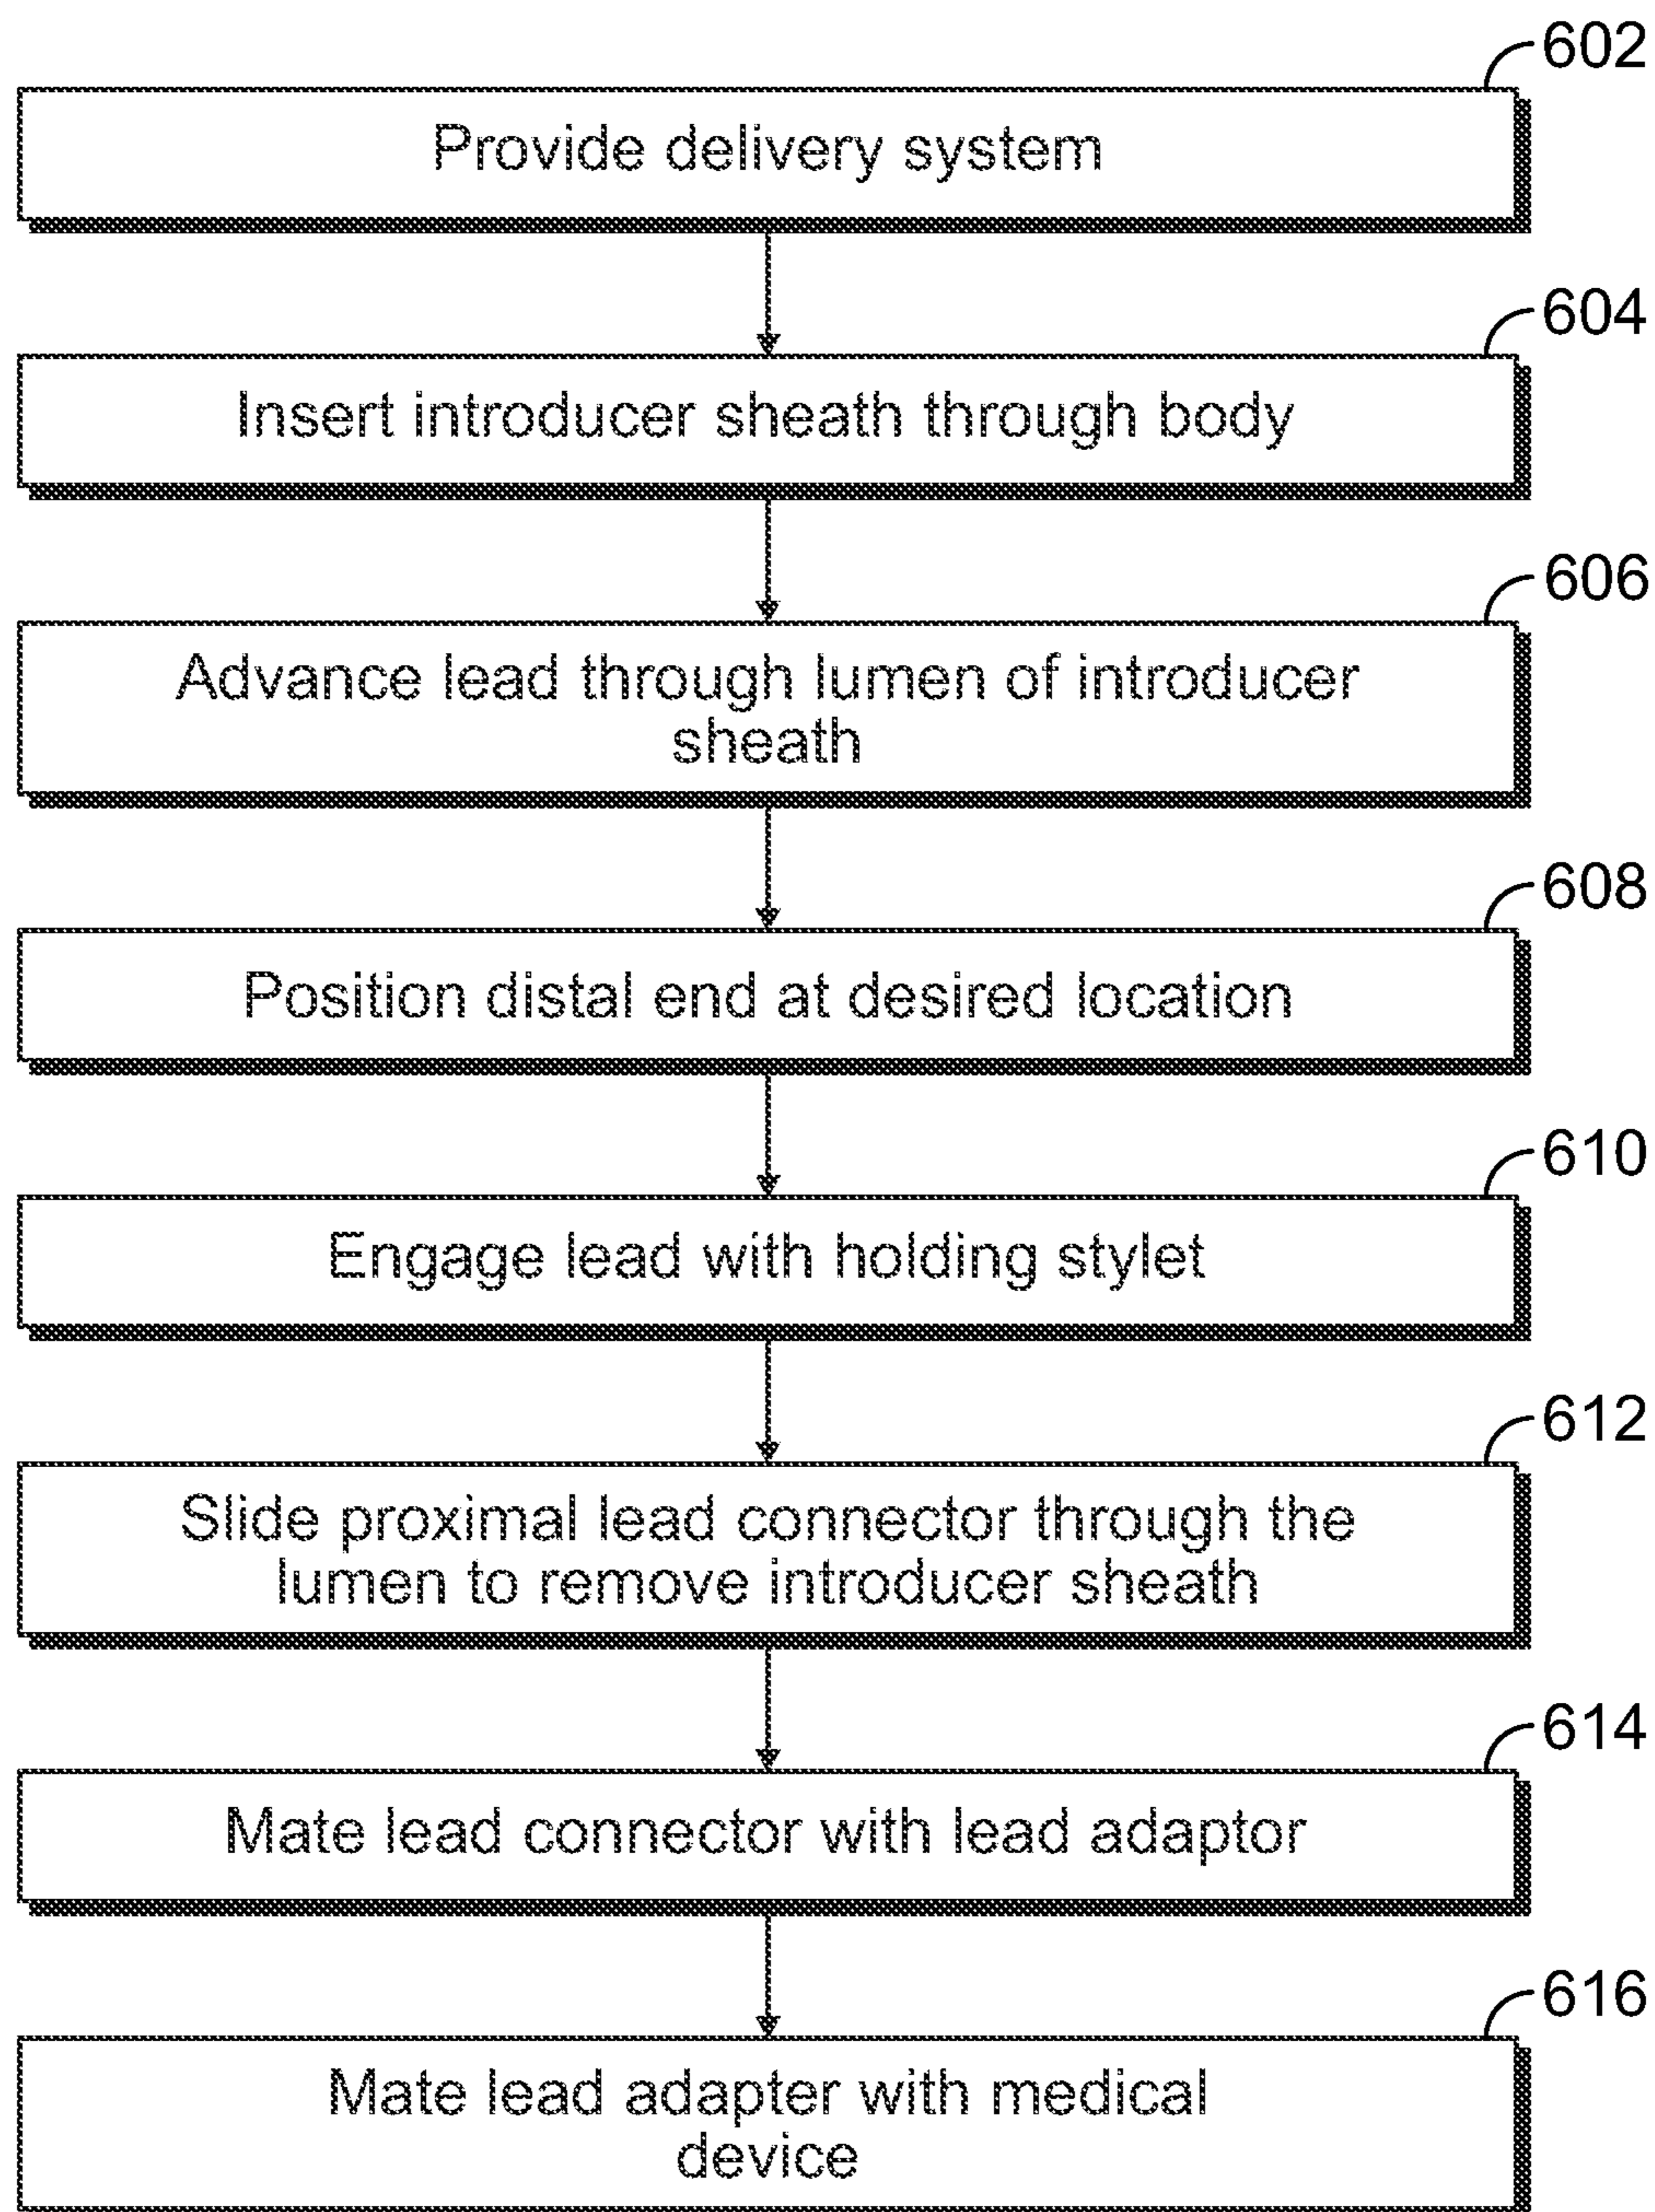 602
Provide delivery system
604
Insert introducer sheath through body
606
Advance lead through lumen of introducer
sheath
608
Position distal end at desired location
610
Engage lead with holding stylet
612
Slide proximal lead connector through the
lumen to remove introducer sheath
614
Mate lead connector with lead adaptor
616
Mate lead adapter with medical
device